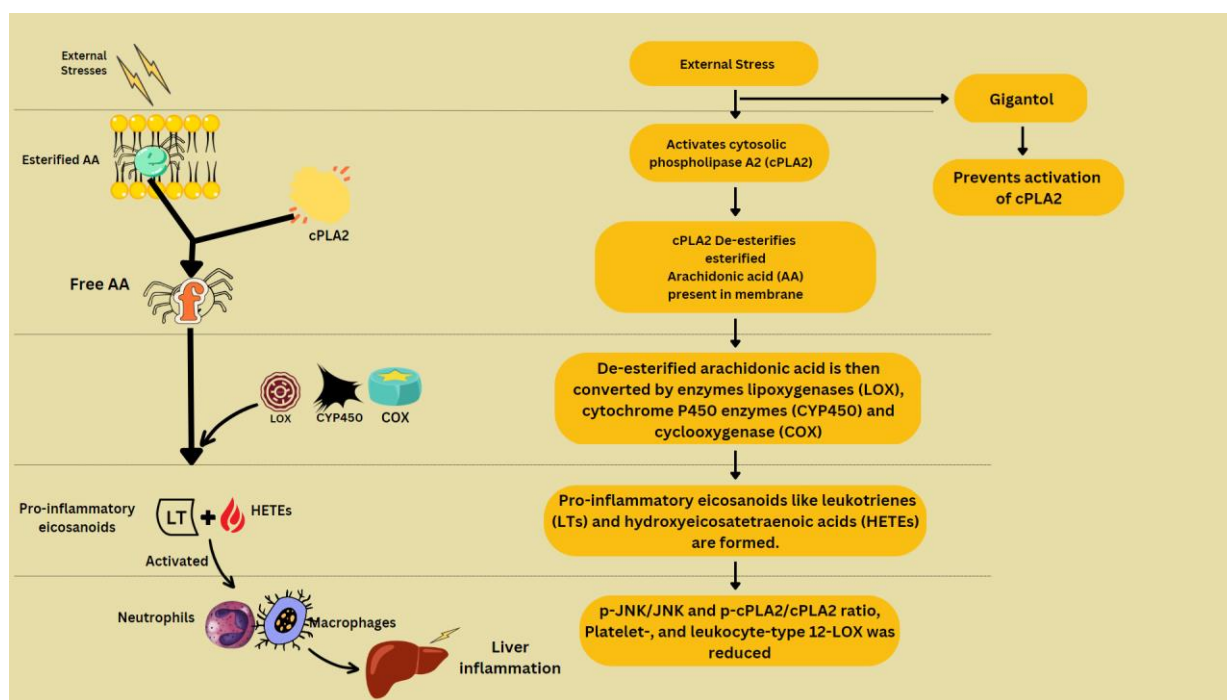 External
Stresses
Esterified AA
cPLA2
Free AA
f
LOX
CYP450
COX
Pro-inflammatory
eicosanoids
LT
+
HETEs
Activated
Neutrophils
Macrophages
Liver
inflammation
External Stress
Gigantol
Activates cytosolic
phospholipase A2 (cPLA2)
Prevents activation
of cPLA2
cPLA2 De-esterifies
esterified
Arachidonic acid (AA)
present in membrane
De-esterified arachidonic acid is then
converted by enzymes lipoxygenases (LOX),
cytochrome P450 enzymes (CYP450) and
cyclooxygenase (COX)
Pro-inflammatory eicosanoids like leukotrienes
(LTs) and hydroxyeicosatetraenoic acids (HETEs)
are formed.
p-JNK/JNK and p-cPLA2/cPLA2 ratio,
Platelet-, and leukocyte-type 12-LOX was
reduced